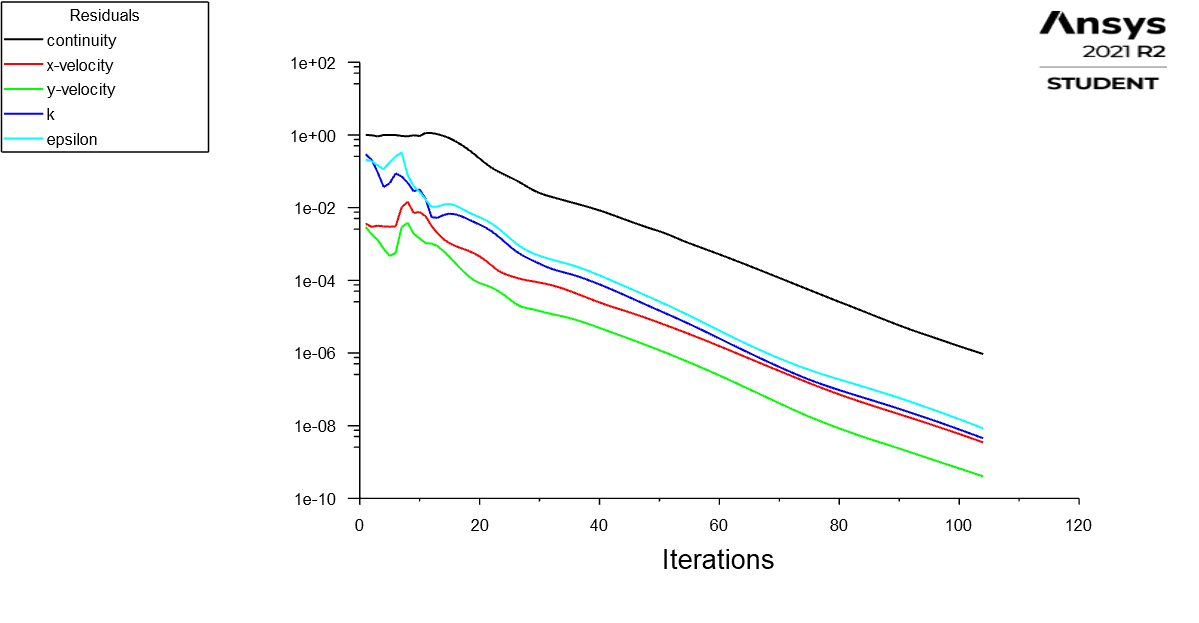 Residuals
continuity
x-velocity
y-velocity
k
epsilon
Ansys
2021 R2
STUDENT
1e+02
1e+00
1e-02
1e-04
1e-06
1e-08
1e-10
0 20 40 60 80 100 120
Iterations